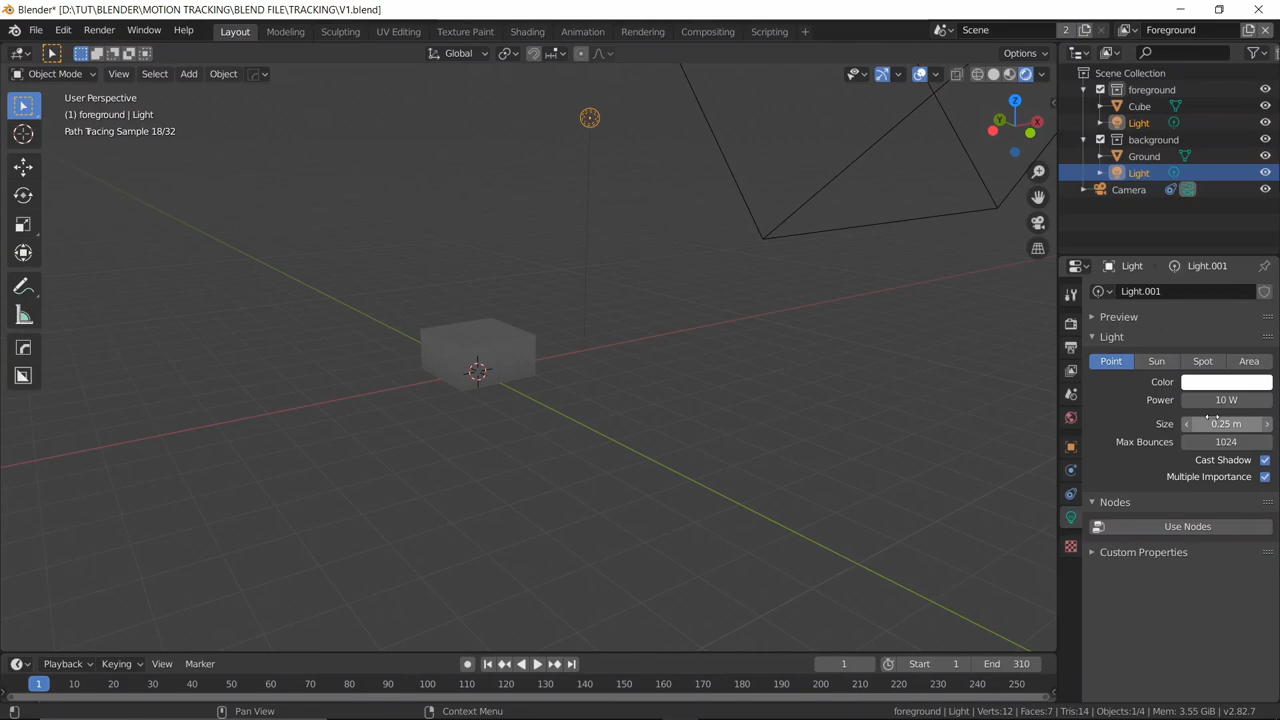 Blender* [D:\TUT\BLENDER\MOTION TRACKING\BLEND FILE\TRACKING\V1.blend]
File Edit Render Window Help Layout Modeling Sculpting UV Editing Texture Paint Shading Animation Rendering Compositing Scripting + Scene 2 Foreground
Global Options
Object Mode View Select Add Object
User Perspective
(1) foreground | Light
Path Tracing Sample 18/32
Z
Y
X
Scene Collection
foreground
Cube
Light
background
Ground
Light
Camera
Light Light.001
Light.001
Preview
Light
Point Sun Spot Area
Color
Power 10 W
Size 0.25 m
Max Bounces 1024
Cast Shadow
Multiple Importance
Nodes
Use Nodes
Custom Properties
Playback Keying View Marker 1 Start 1 End 310
1 10 20 30 40 50 60 70 80 90 100 110 120 130 140 150 160 170 180 190 200 210 220 230 240 250
Pan View Context Menu foreground | Light | Verts:12 | Faces:7 | Tris:14 | Objects:1/4 | Mem: 3.55 GiB | v2.82.7